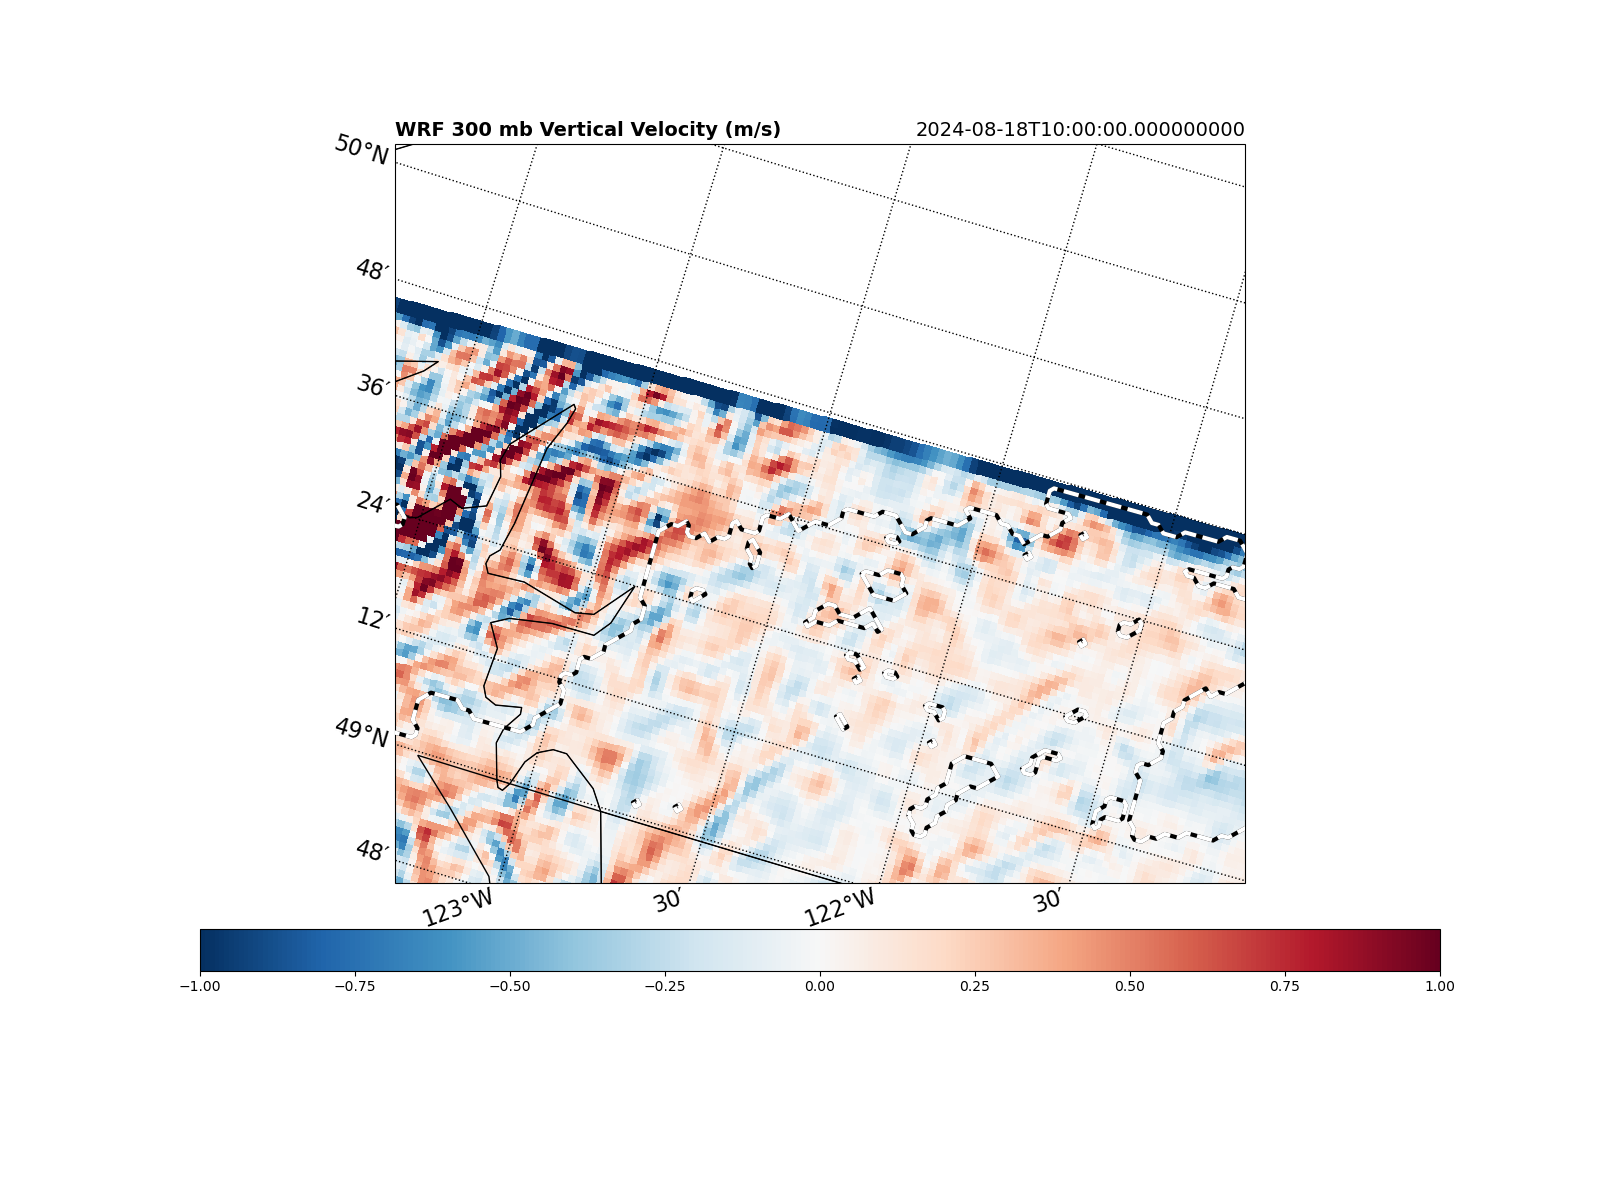 WRF 300 mb Vertical Velocity (m/s)
2024-08-18T10:00:00.000000000
50°N
48′
36′
24′
12′
49°N
48′
123°W
30′
122°W
30′
−1.00
−0.75
−0.50
−0.25
0.00
0.25
0.50
0.75
1.00